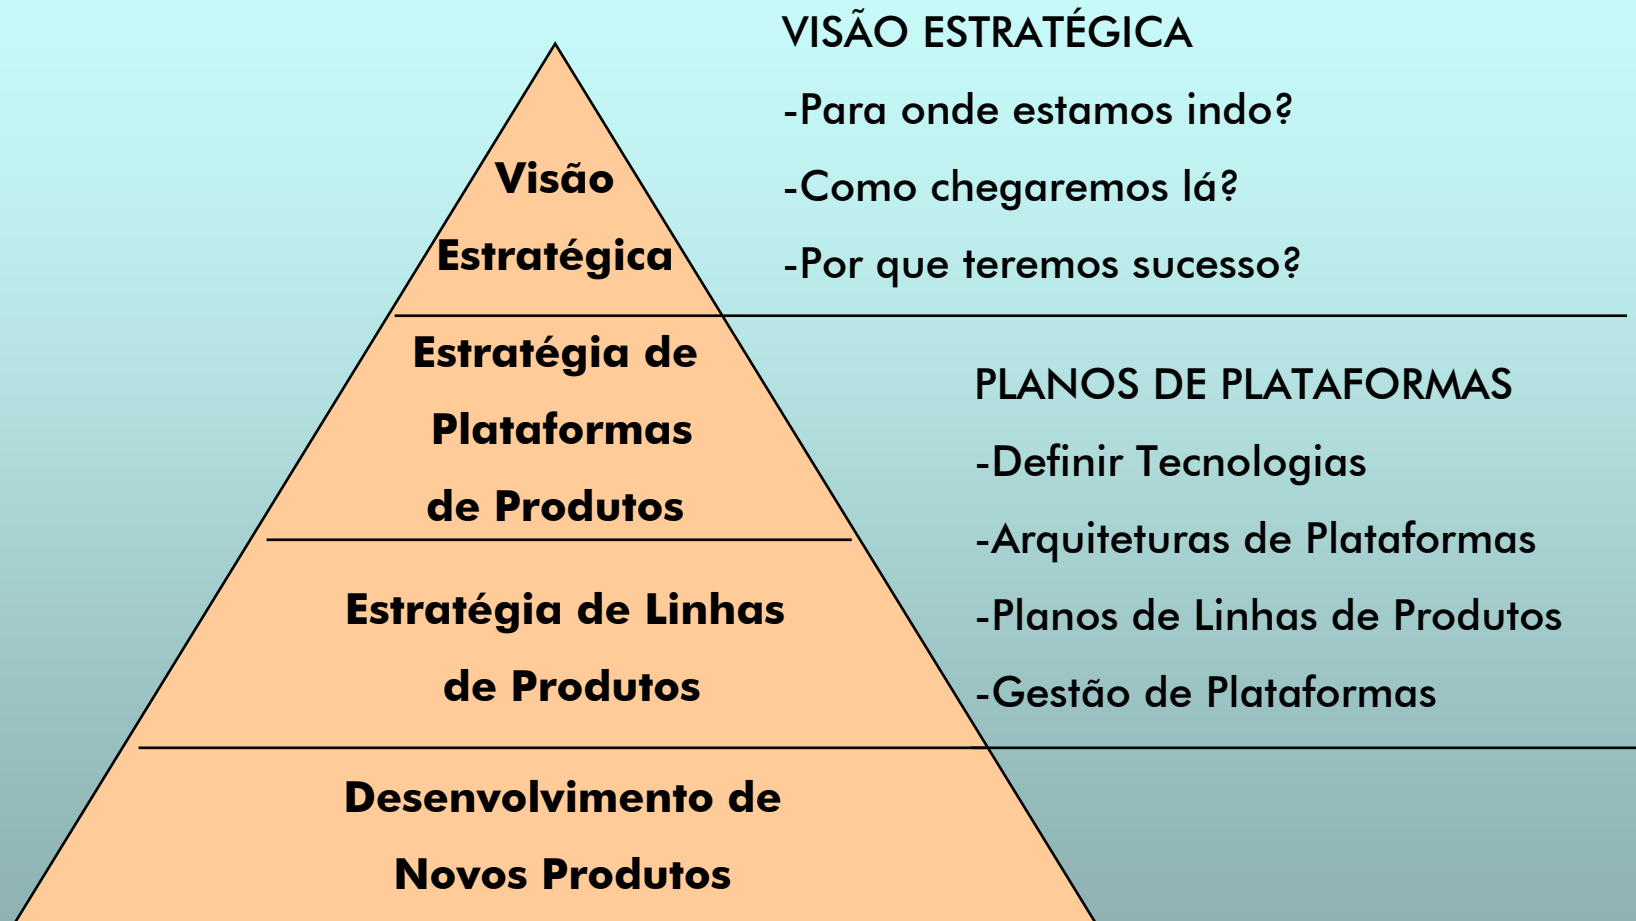 VISÃO ESTRATÉGICA
-Para onde estamos indo?
-Como chegaremos lá?
-Por que teremos sucesso?
Visão
Estratégica
Estratégia de
Plataformas
de Produtos
PLANOS DE PLATAFORMAS
-Definir Tecnologias
-Arquiteturas de Plataformas
-Planos de Linhas de Produtos
-Gestão de Plataformas
Estratégia de Linhas
de Produtos
Desenvolvimento de
Novos Produtos